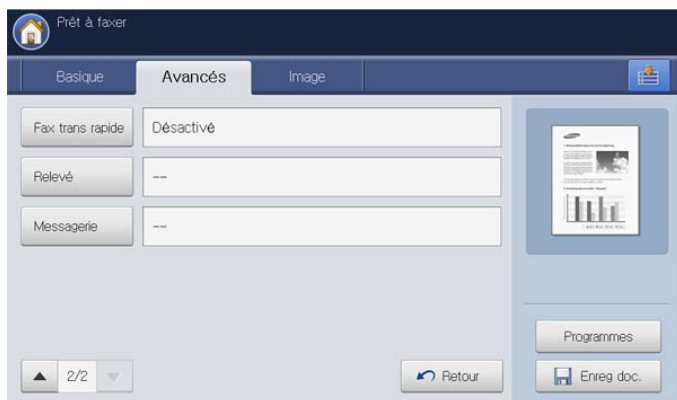 Prêt à faxer
Basique
Avancés
Image
Fax trans rapide
Désactivé
Relevé
--
Messagerie
--
2/2
Retour
Programmes
Enreg doc.